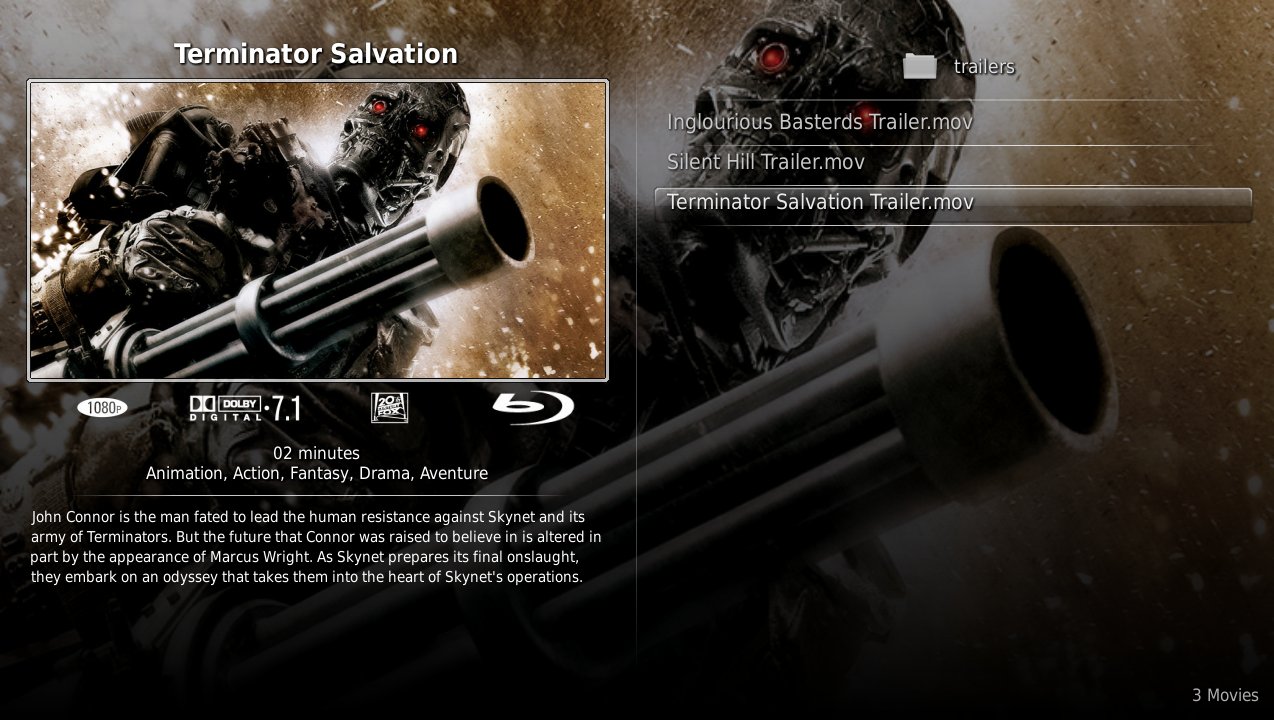 Terminator Salvation
1080P
DOLBY DIGITAL ·7.1
20th CENTURY FOX
02 minutes
Animation, Action, Fantasy, Drama, Aventure
John Connor is the man fated to lead the human resistance against Skynet and its
army of Terminators. But the future that Connor was raised to believe in is altered in
part by the appearance of Marcus Wright. As Skynet prepares its final onslaught,
they embark on an odyssey that takes them into the heart of Skynet's operations.
trailers
Inglourious Basterds Trailer.mov
Silent Hill Trailer.mov
Terminator Salvation Trailer.mov
3 Movies